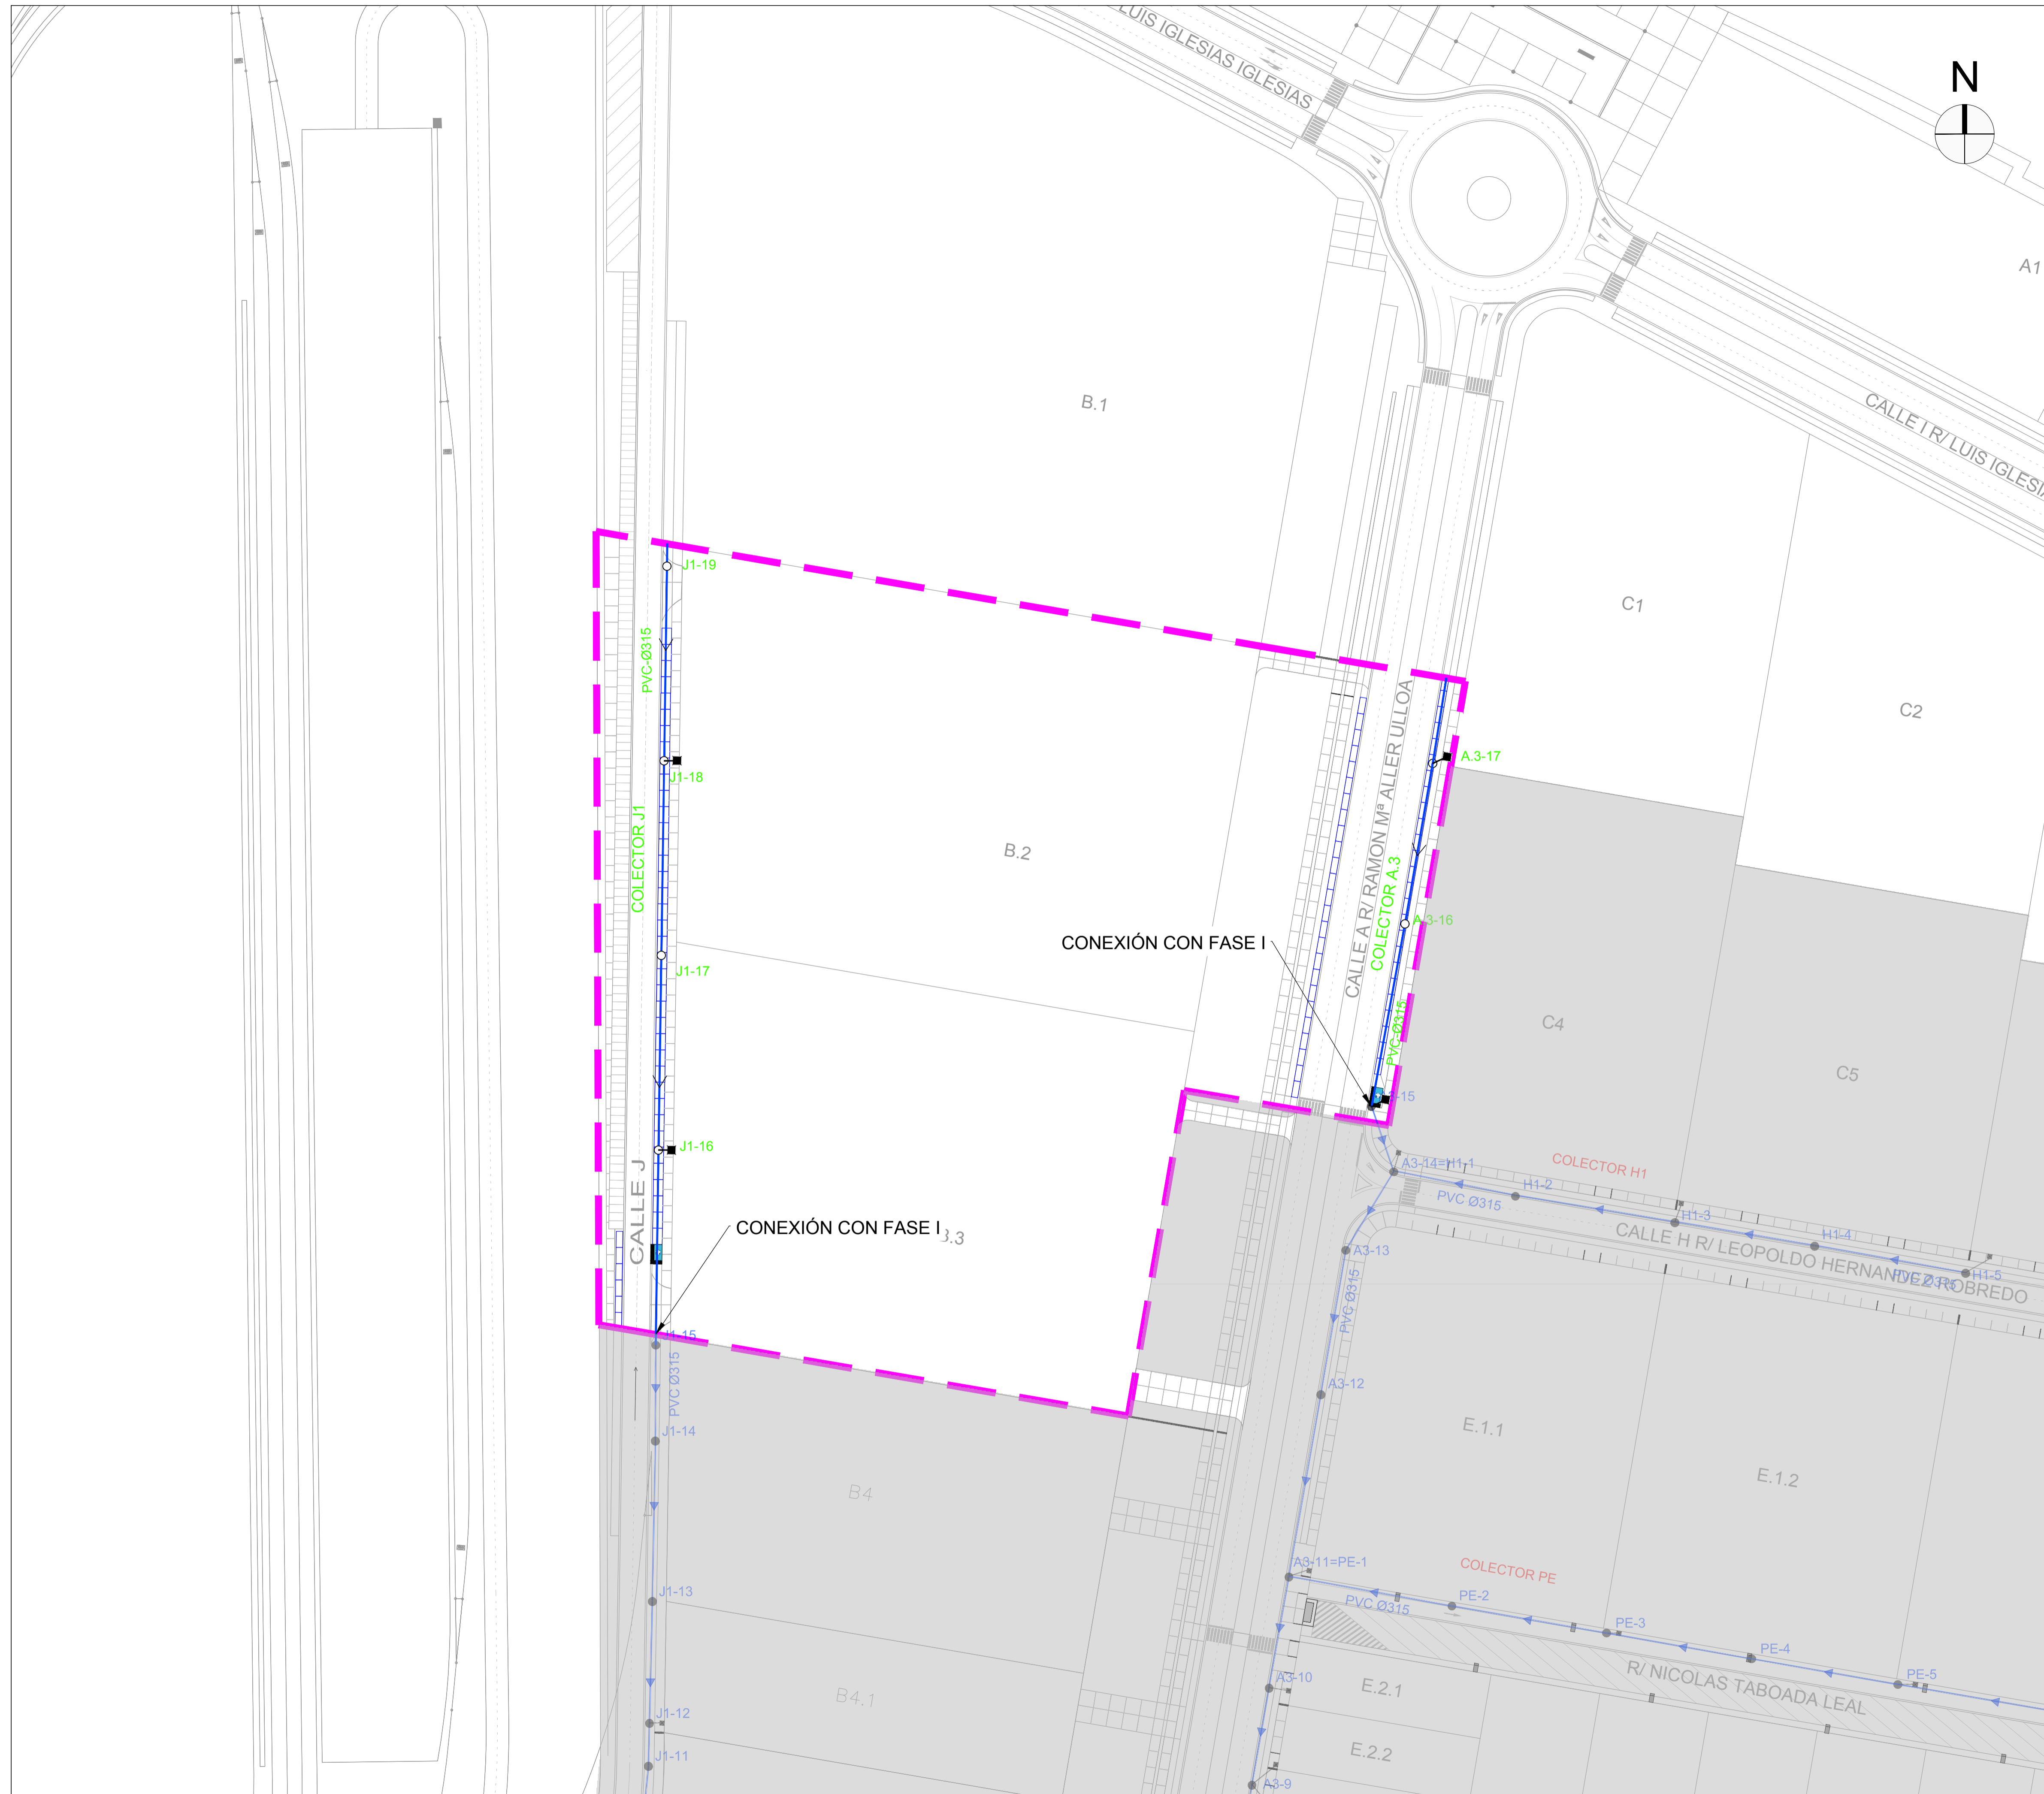 LUIS IGLESIAS IGLESIAS
N
A1
B.1
CALLE I R/ LUIS IGLESIA
J1-19
C1
PVC-Ø315
C2
CALLE A R/ RAMON Mª ALLER ULLOA
A.3-17
J1-18
COLECTOR J1
B.2
COLECTOR A.3
A.3-16
CONEXIÓN CON FASE I
J1-17
PVC-Ø315
C4
C5
-15
J1-16
CALLE J
A3-14=H1-1
COLECTOR H1
H1-2
PVC Ø315
H1-3
H1-4
H1-5
CALLE H R/ LEOPOLDO HERNANDEZ ROBREDO
PVC Ø315
CONEXIÓN CON FASE I
B.3
A3-13
PVC Ø315
J1-15
PVC Ø315
A3-12
J1-14
E.1.1
E.1.2
B4
A3-11=PE-1
COLECTOR PE
PVC Ø315
PE-2
PE-3
PE-4
PE-5
J1-13
R/ NICOLAS TABOADA LEAL
A3-10
E.2.1
B4.1
J1-12
E.2.2
J1-11
A3-9